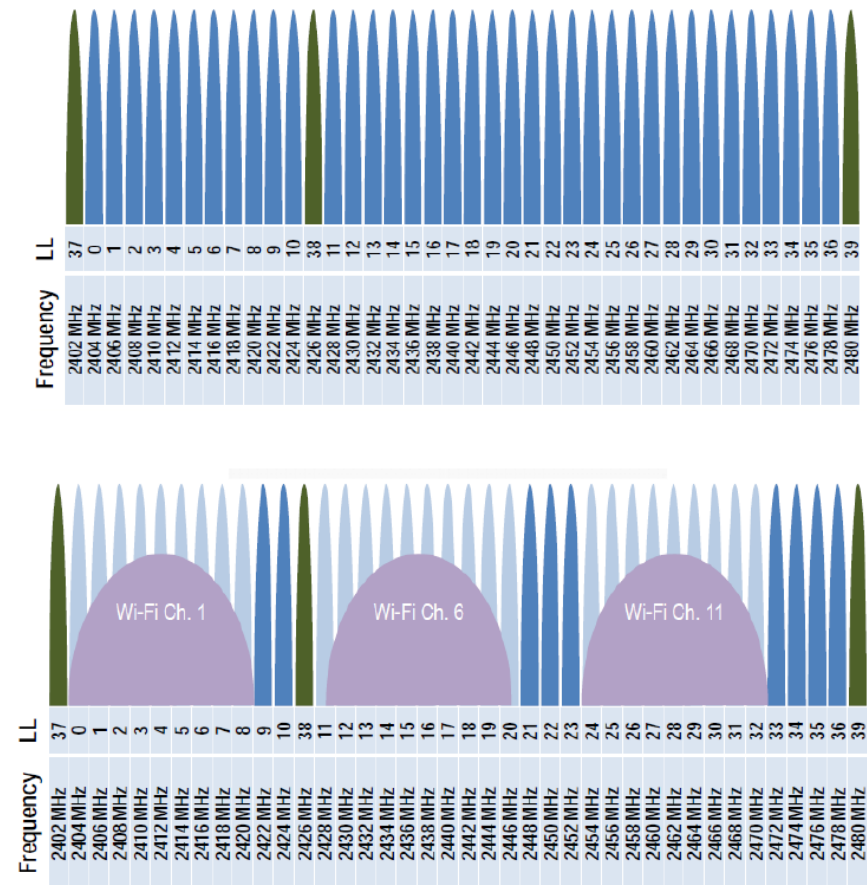 LL 37 0 1 2 3 4 5 6 7 8 9 10 38 11 12 13 14 15 16 17 18 19 20 21 22 23 24 25 26 27 28 29 30 31 32 33 34 35 36 39
Frequency 2402 MHz 2404 MHz 2406 MHz 2408 MHz 2410 MHz 2412 MHz 2414 MHz 2416 MHz 2418 MHz 2420 MHz 2422 MHz 2424 MHz 2426 MHz 2428 MHz 2430 MHz 2432 MHz 2434 MHz 2436 MHz 2438 MHz 2440 MHz 2442 MHz 2444 MHz 2446 MHz 2448 MHz 2450 MHz 2452 MHz 2454 MHz 2456 MHz 2458 MHz 2460 MHz 2462 MHz 2464 MHz 2466 MHz 2468 MHz 2470 MHz 2472 MHz 2474 MHz 2476 MHz 2478 MHz 2480 MHz
Wi-Fi Ch. 1 Wi-Fi Ch. 6 Wi-Fi Ch. 11
LL 37 0 1 2 3 4 5 6 7 8 9 10 38 11 12 13 14 15 16 17 18 19 20 21 22 23 24 25 26 27 28 29 30 31 32 33 34 35 36 39
Frequency 2402 MHz 2404 MHz 2406 MHz 2408 MHz 2410 MHz 2412 MHz 2414 MHz 2416 MHz 2418 MHz 2420 MHz 2422 MHz 2424 MHz 2426 MHz 2428 MHz 2430 MHz 2432 MHz 2434 MHz 2436 MHz 2438 MHz 2440 MHz 2442 MHz 2444 MHz 2446 MHz 2448 MHz 2450 MHz 2452 MHz 2454 MHz 2456 MHz 2458 MHz 2460 MHz 2462 MHz 2464 MHz 2466 MHz 2468 MHz 2470 MHz 2472 MHz 2474 MHz 2476 MHz 2478 MHz 2480 MHz